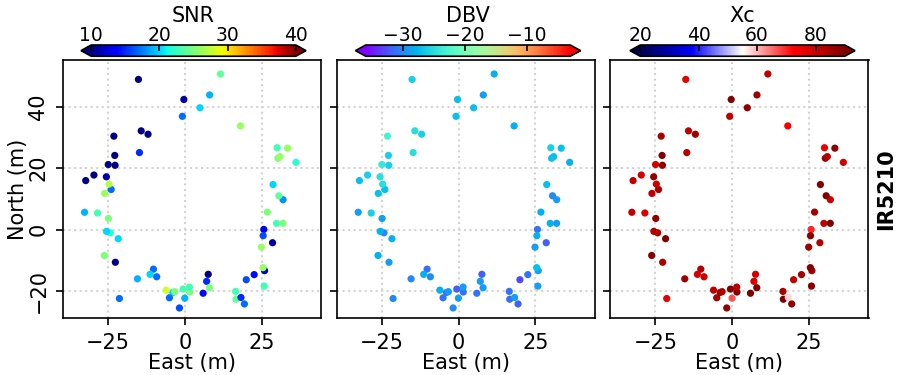 SNR DBV Xc
10 20 30 40 −30 −20 −10 20 40 60 80
40
20
0
−20
North (m)
IR5210
−25 0 25 −25 0 25 −25 0 25
East (m) East (m) East (m)